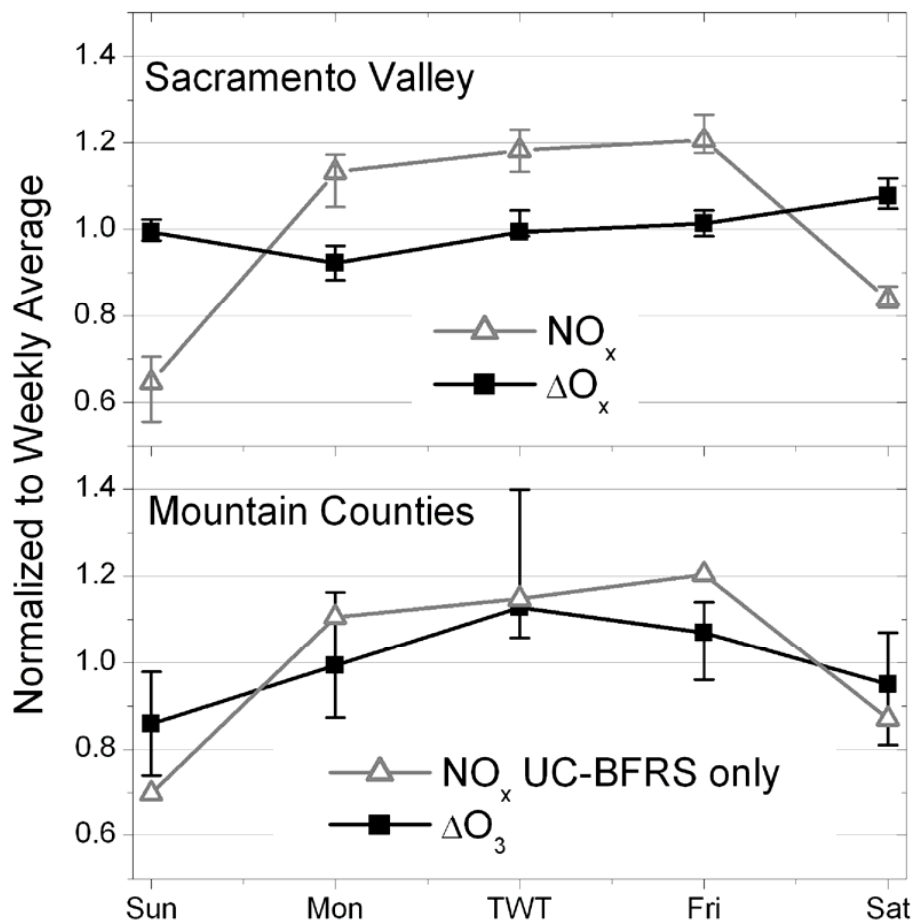 Normalized to Weekly Average
1.4
1.2
1.0
0.8
0.6
Sacramento Valley
NOₓ
ΔOₓ
1.4
1.2
1.0
0.8
0.6
Mountain Counties
NOₓ UC-BFRS only
ΔO₃
Sun Mon TWT Fri Sat